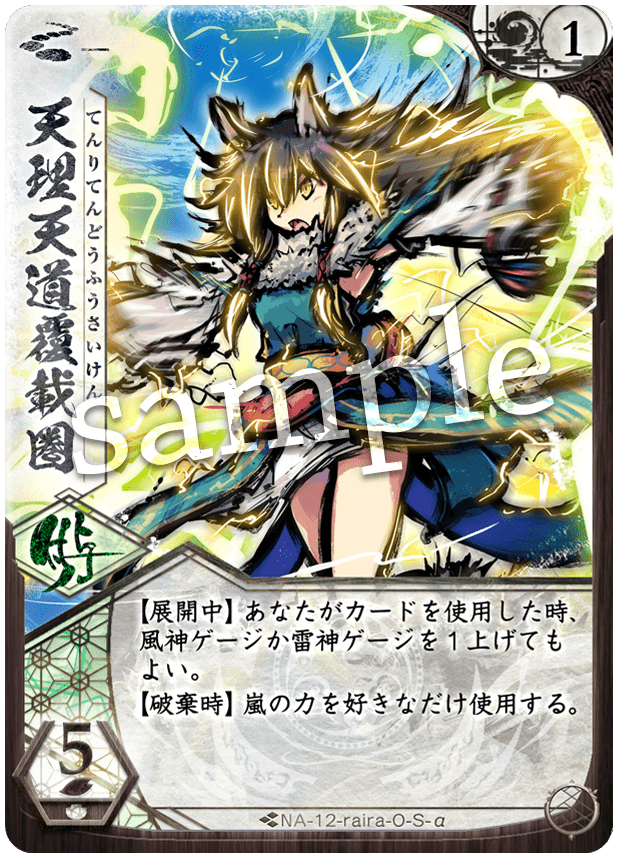 1
天理天道覆載圏
てんりてんどうふうさいけん
sample
【展開中】あなたがカードを使用した時、
風神ゲージか雷神ゲージを１上げても
よい。
【破棄時】嵐の力を好きなだけ使用する。
5
NA-12-raira-O-S-α